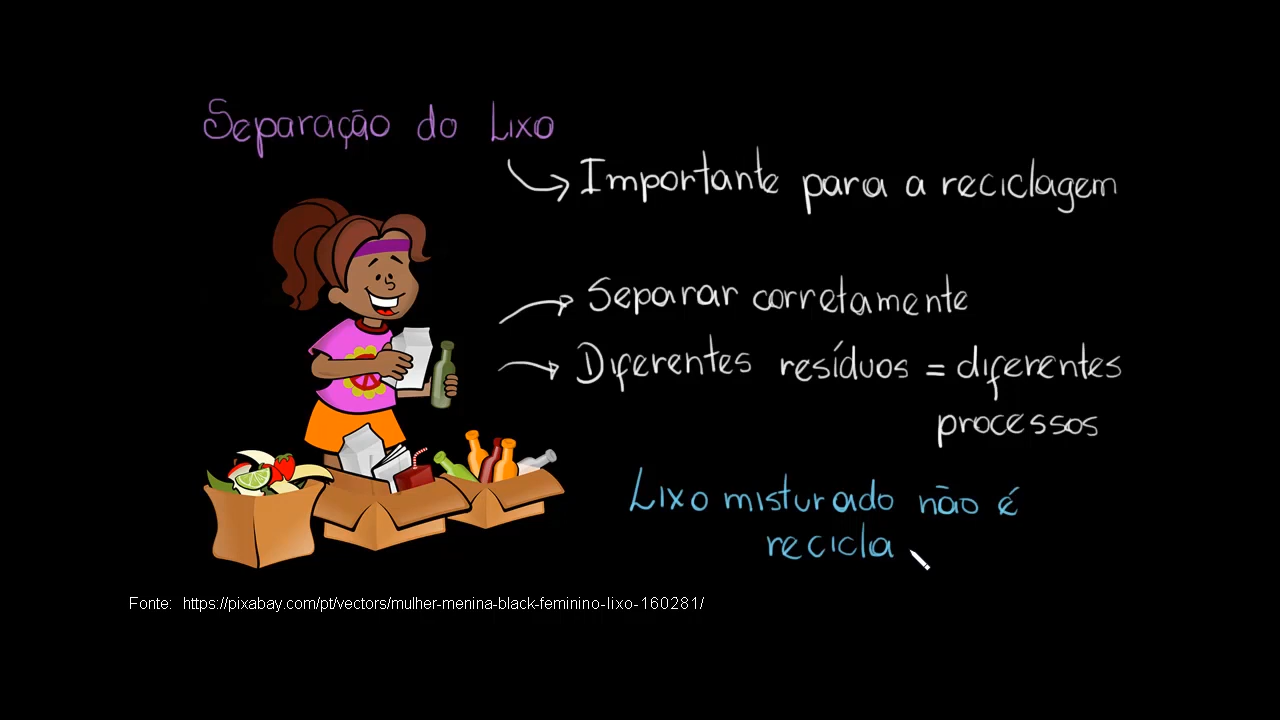 Separação do Lixo
Importante para a reciclagem
Separar corretamente
Diferentes resíduos = diferentes
processos
Lixo misturado não é
recicla
Fonte: https://pixabay.com/pt/vectors/mulher-menina-black-feminino-lixo-160281/